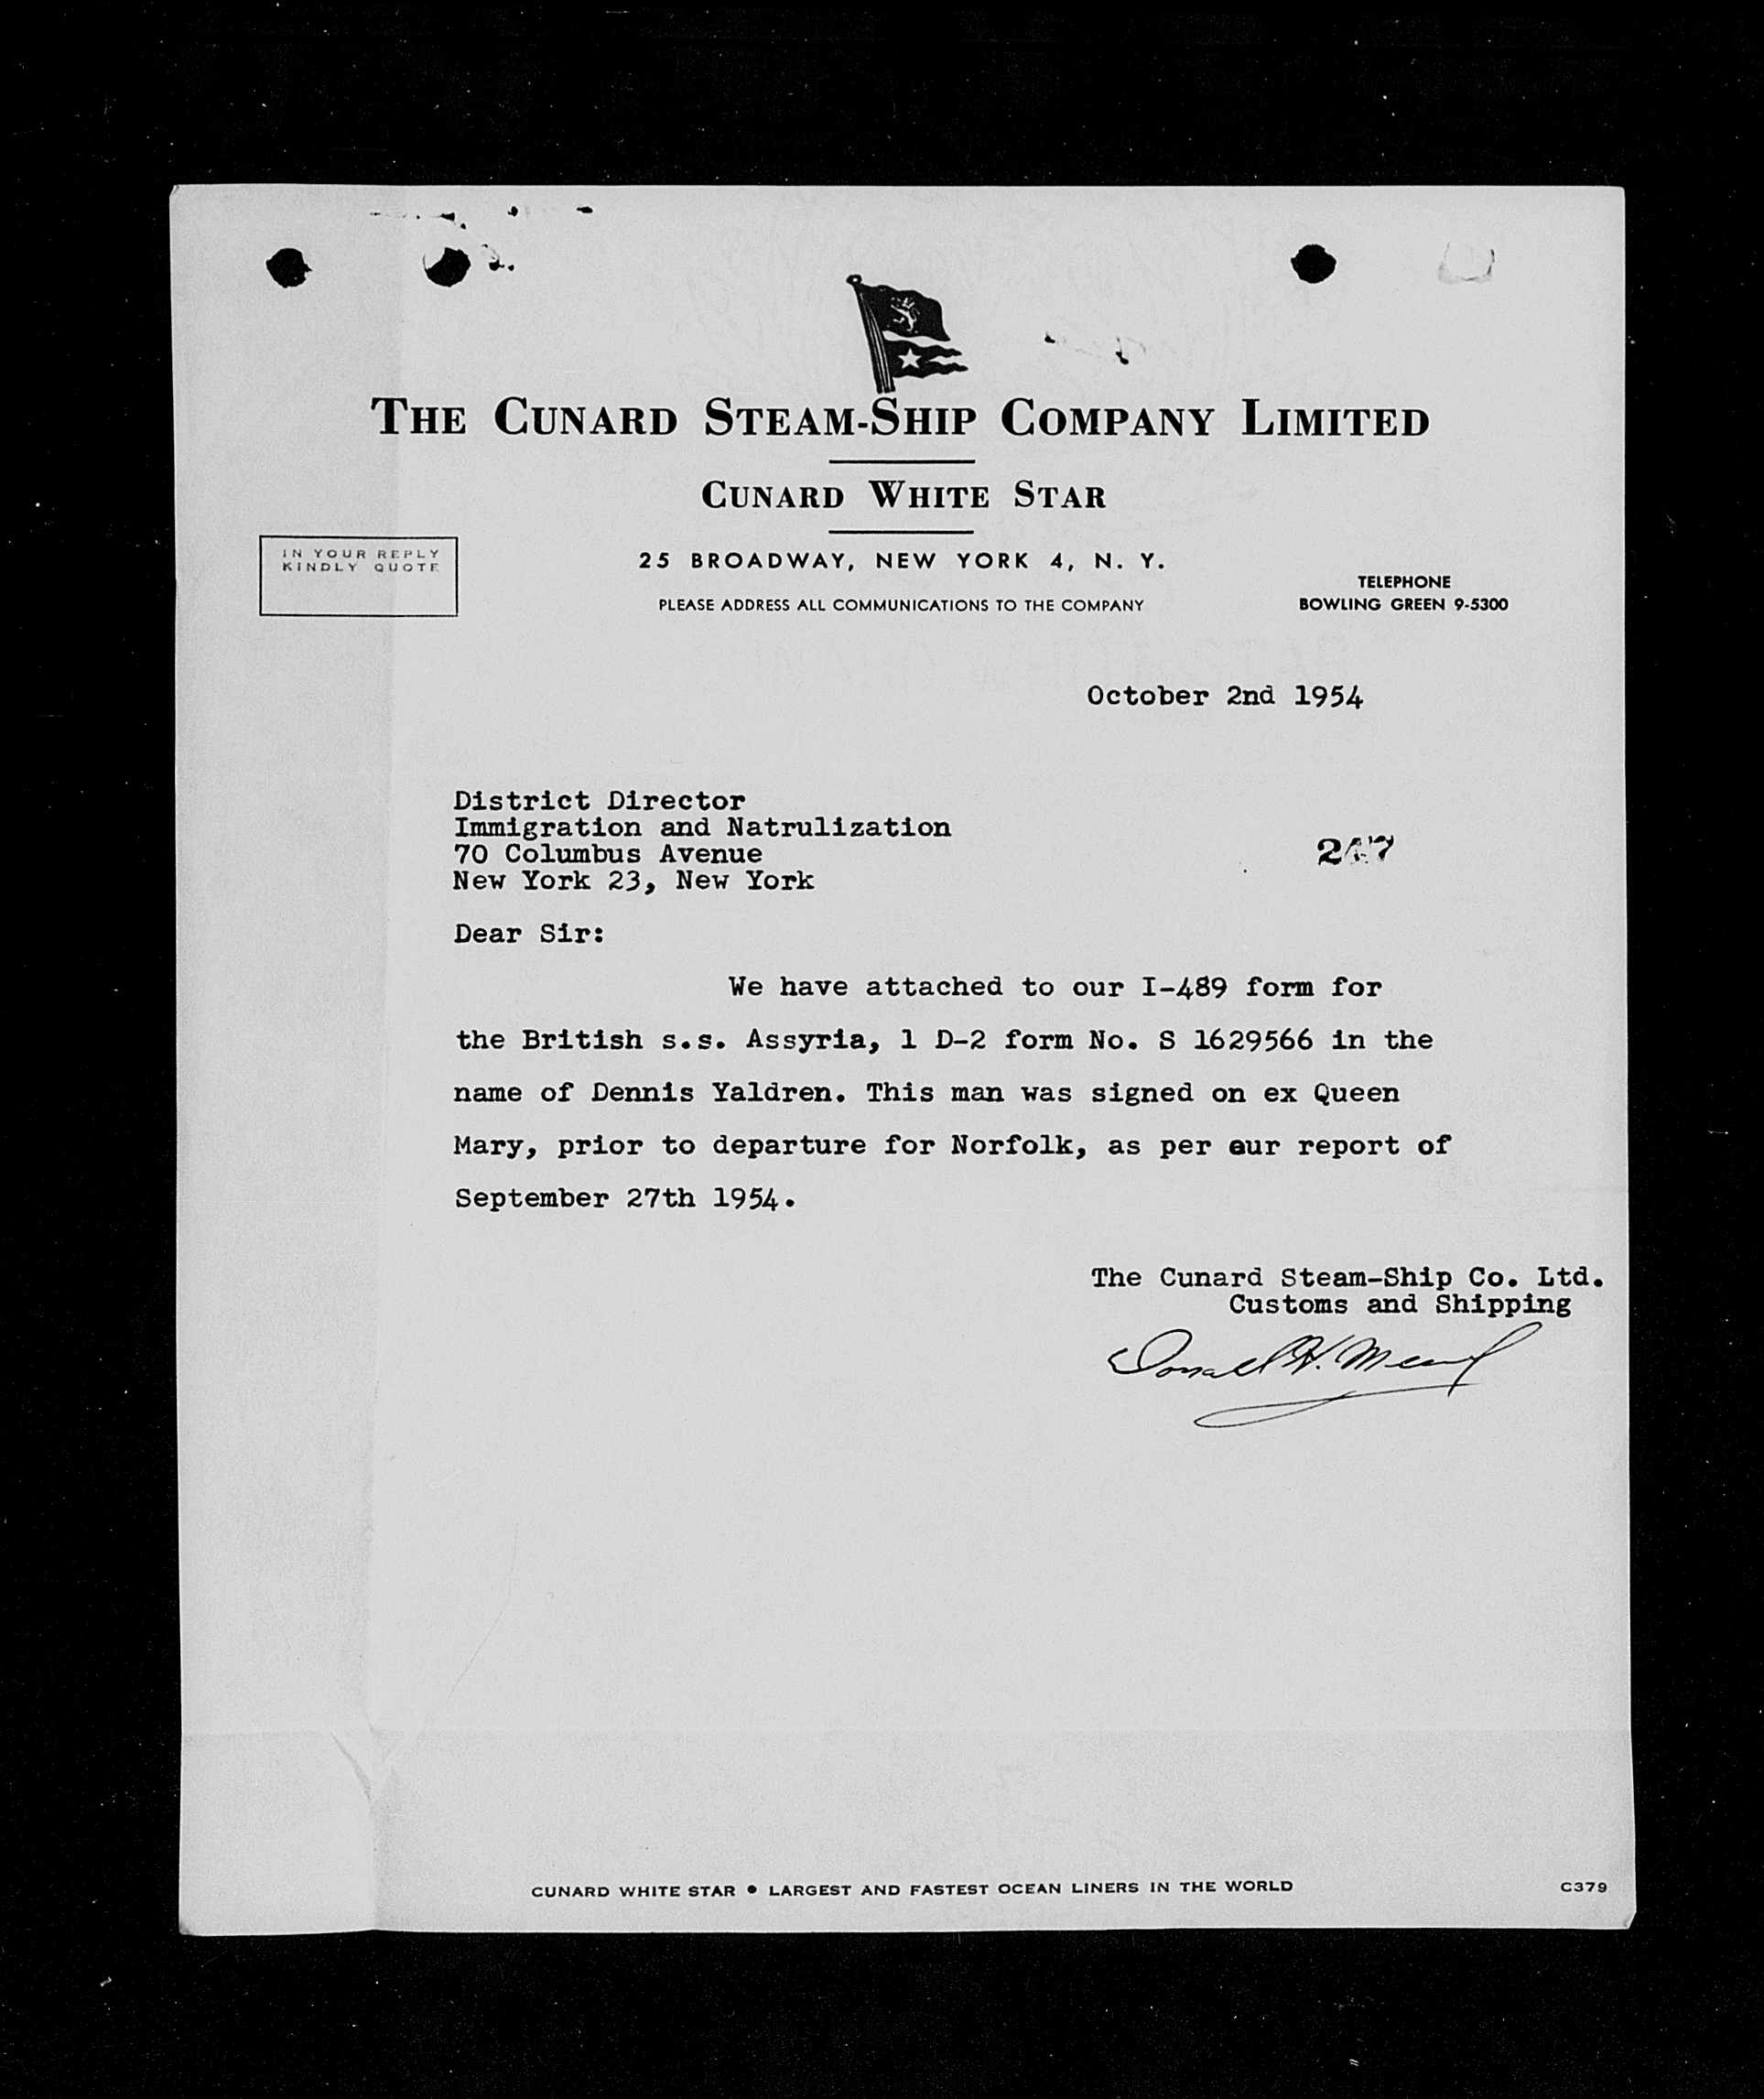 THE CUNARD STEAM-SHIP COMPANY LIMITED
CUNARD WHITE STAR
IN YOUR REPLY
KINDLY QUOTE
25 BROADWAY, NEW YORK 4, N. Y.
PLEASE ADDRESS ALL COMMUNICATIONS TO THE COMPANY
TELEPHONE
BOWLING GREEN 9-5300
October 2nd 1954
District Director
Immigration and Natrulization
70 Columbus Avenue
New York 23, New York
Dear Sir:
We have attached to our I-489 form for
the British s.s. Assyria, 1 D-2 form No. S 1629566 in the
name of Dennis Yaldren. This man was signed on ex Queen
Mary, prior to departure for Norfolk, as per our report of
September 27th 1954.
The Cunard Steam-Ship Co. Ltd.
Customs and Shipping
Donald H.
CUNARD WHITE STAR • LARGEST AND FASTEST OCEAN LINERS IN THE WORLD
C379